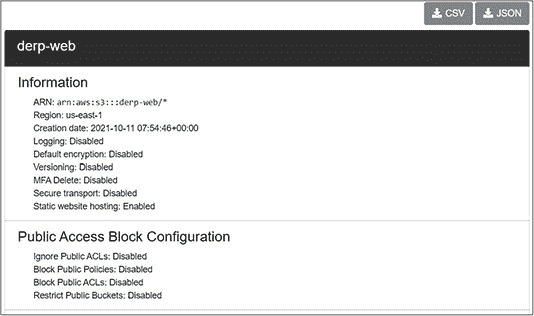 CSV JSON
derp-web
Information
ARN: arn:aws:s3:::derp-web/*
Region: us-east-1
Creation date: 2021-10-11 07:54:46+00:00
Logging: Disabled
Default encryption: Disabled
Versioning: Disabled
MFA Delete: Disabled
Secure transport: Disabled
Static website hosting: Enabled
Public Access Block Configuration
Ignore Public ACLs: Disabled
Block Public Policies: Disabled
Block Public ACLs: Disabled
Restrict Public Buckets: Disabled